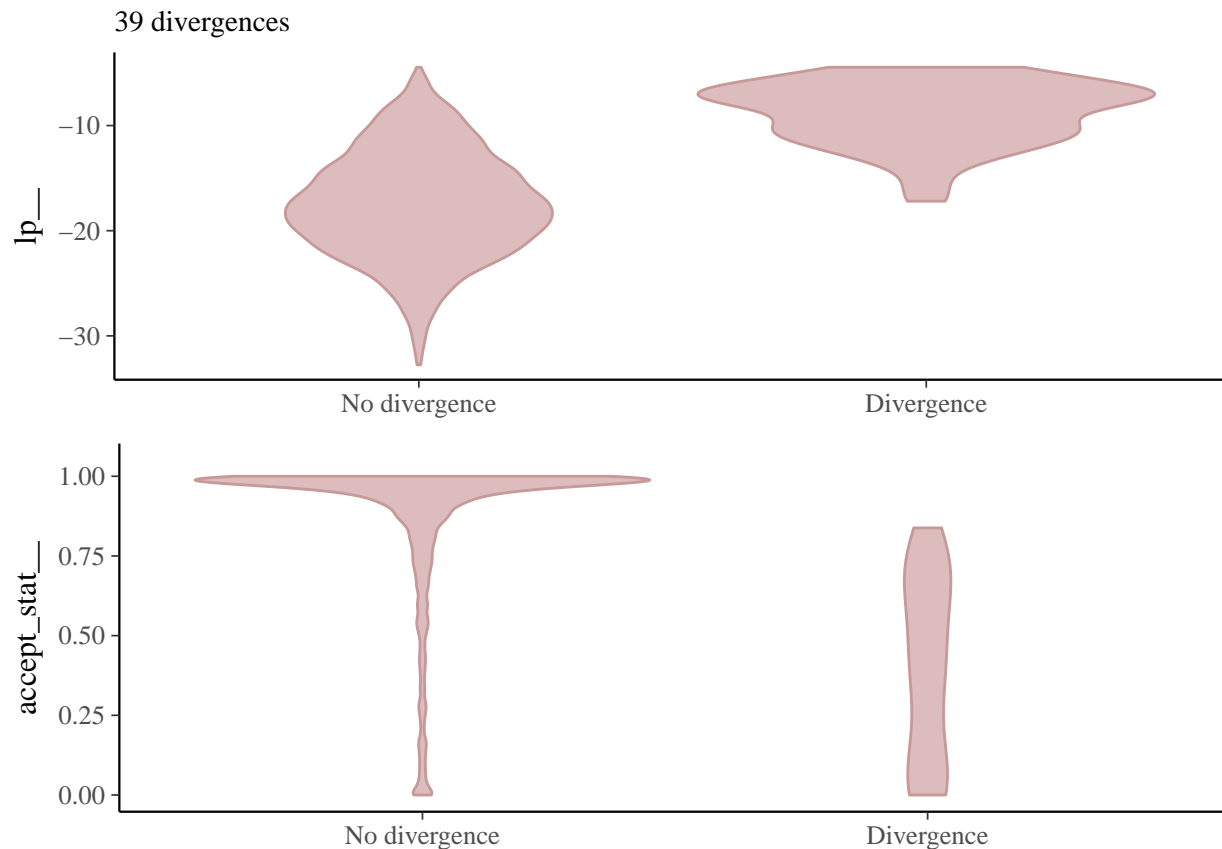 39 divergences
lp__
−10
−20
−30
No divergence
Divergence
accept_stat__
1.00
0.75
0.50
0.25
0.00
No divergence
Divergence